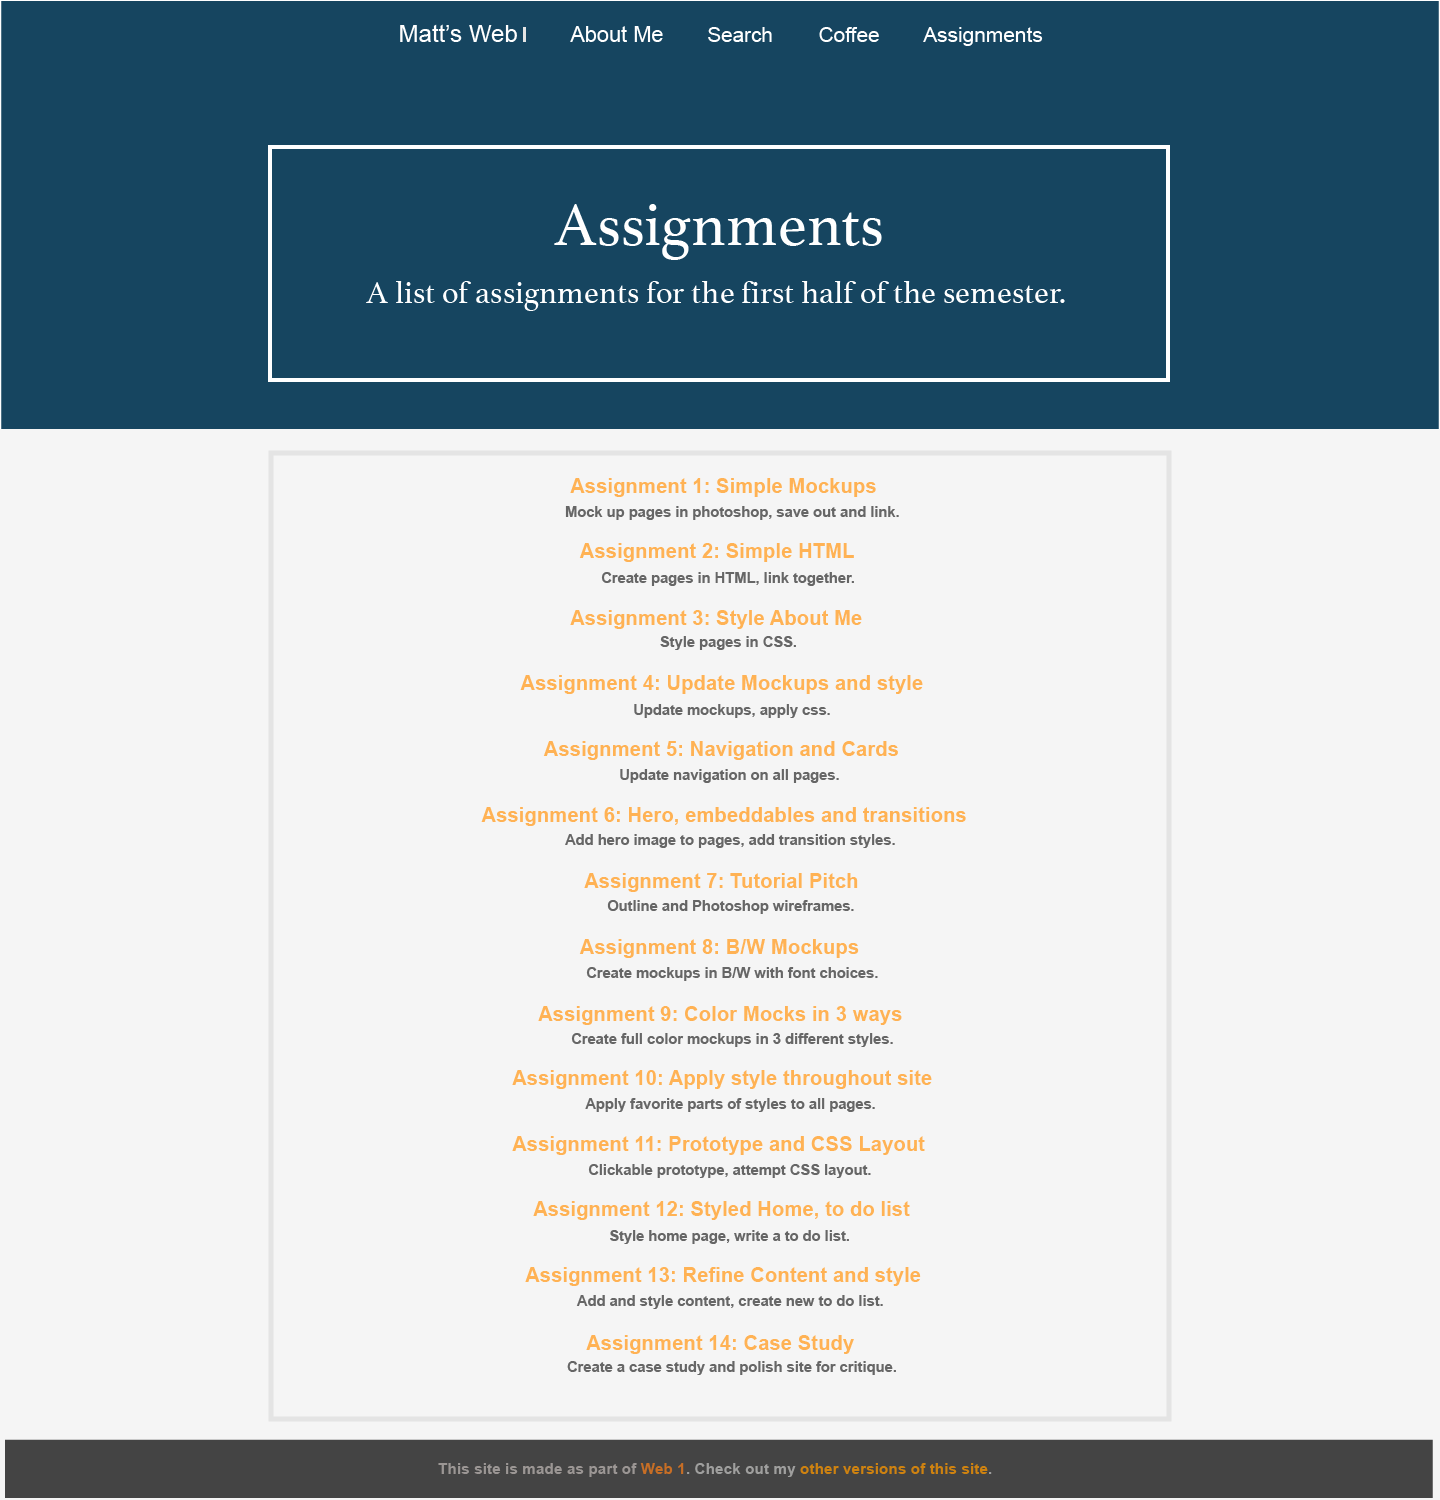 Matt’s Web I About Me Search Coffee Assignments
Assignments
A list of assignments for the first half of the semester.
Assignment 1: Simple Mockups
Mock up pages in photoshop, save out and link.
Assignment 2: Simple HTML
Create pages in HTML, link together.
Assignment 3: Style About Me
Style pages in CSS.
Assignment 4: Update Mockups and style
Update mockups, apply css.
Assignment 5: Navigation and Cards
Update navigation on all pages.
Assignment 6: Hero, embeddables and transitions
Add hero image to pages, add transition styles.
Assignment 7: Tutorial Pitch
Outline and Photoshop wireframes.
Assignment 8: B/W Mockups
Create mockups in B/W with font choices.
Assignment 9: Color Mocks in 3 ways
Create full color mockups in 3 different styles.
Assignment 10: Apply style throughout site
Apply favorite parts of styles to all pages.
Assignment 11: Prototype and CSS Layout
Clickable prototype, attempt CSS layout.
Assignment 12: Styled Home, to do list
Style home page, write a to do list.
Assignment 13: Refine Content and style
Add and style content, create new to do list.
Assignment 14: Case Study
Create a case study and polish site for critique.
This site is made as part of Web 1. Check out my other versions of this site.